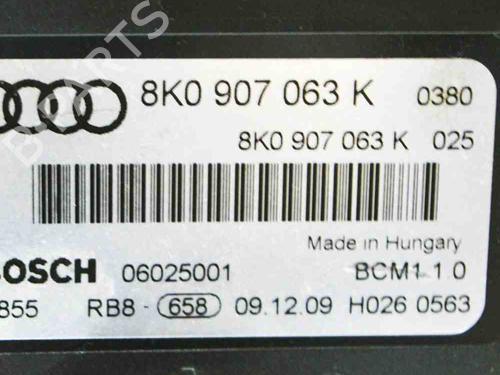 8K0 907 063 K 0380
8K0 907 063 K 025
Made in Hungary
BOSCH 06025001 BCM1 1.0
855 RB8- 658 09.12.09 H026 0563